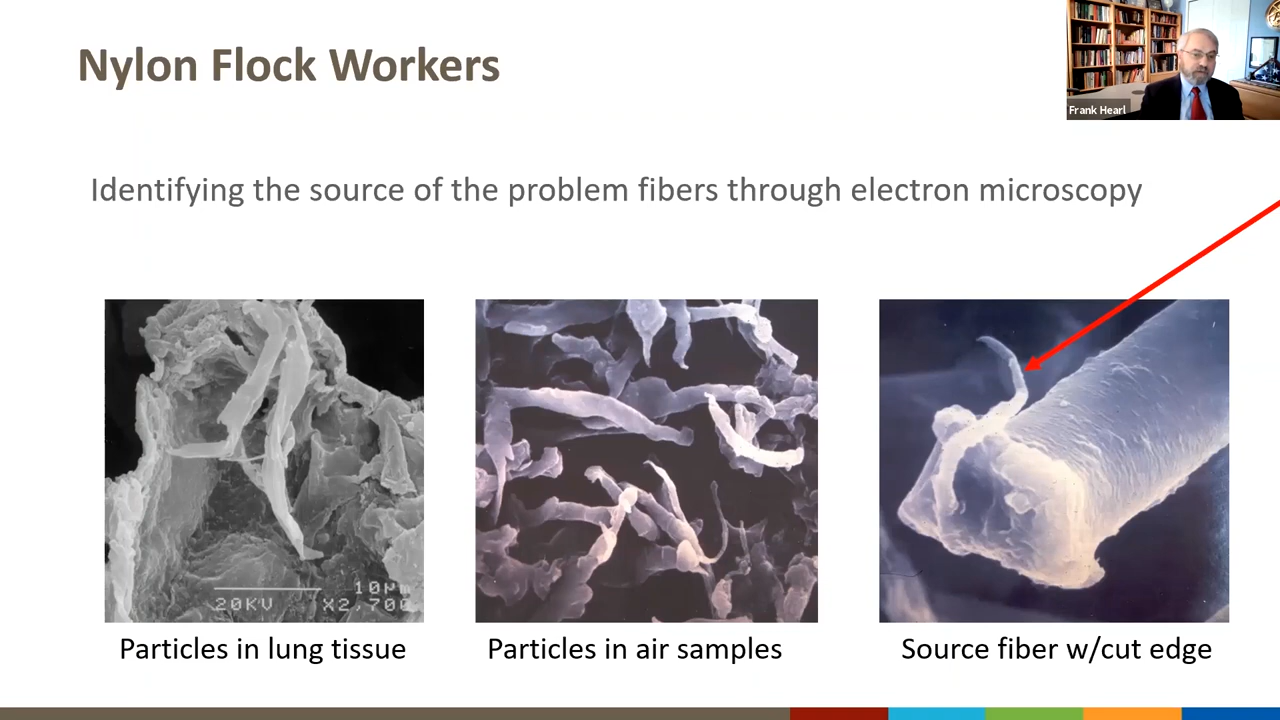 Nylon Flock Workers
Frank Hearl
Identifying the source of the problem fibers through electron microscopy
10µm
20KV X2,700
Particles in lung tissue
Particles in air samples
Source fiber w/cut edge